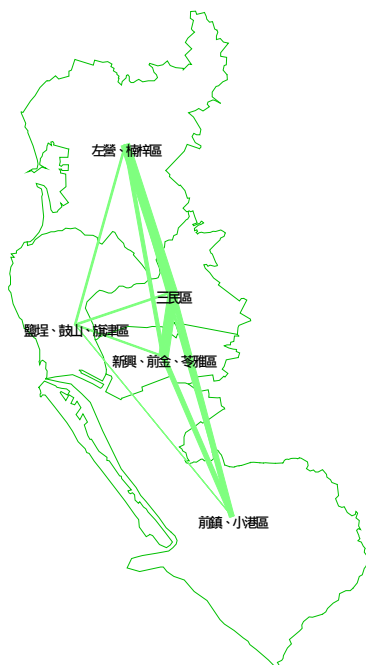 左營、楠梓區
三民區
鹽埕、鼓山、旗津區
新興、前金、苓雅區
前鎮、小港區